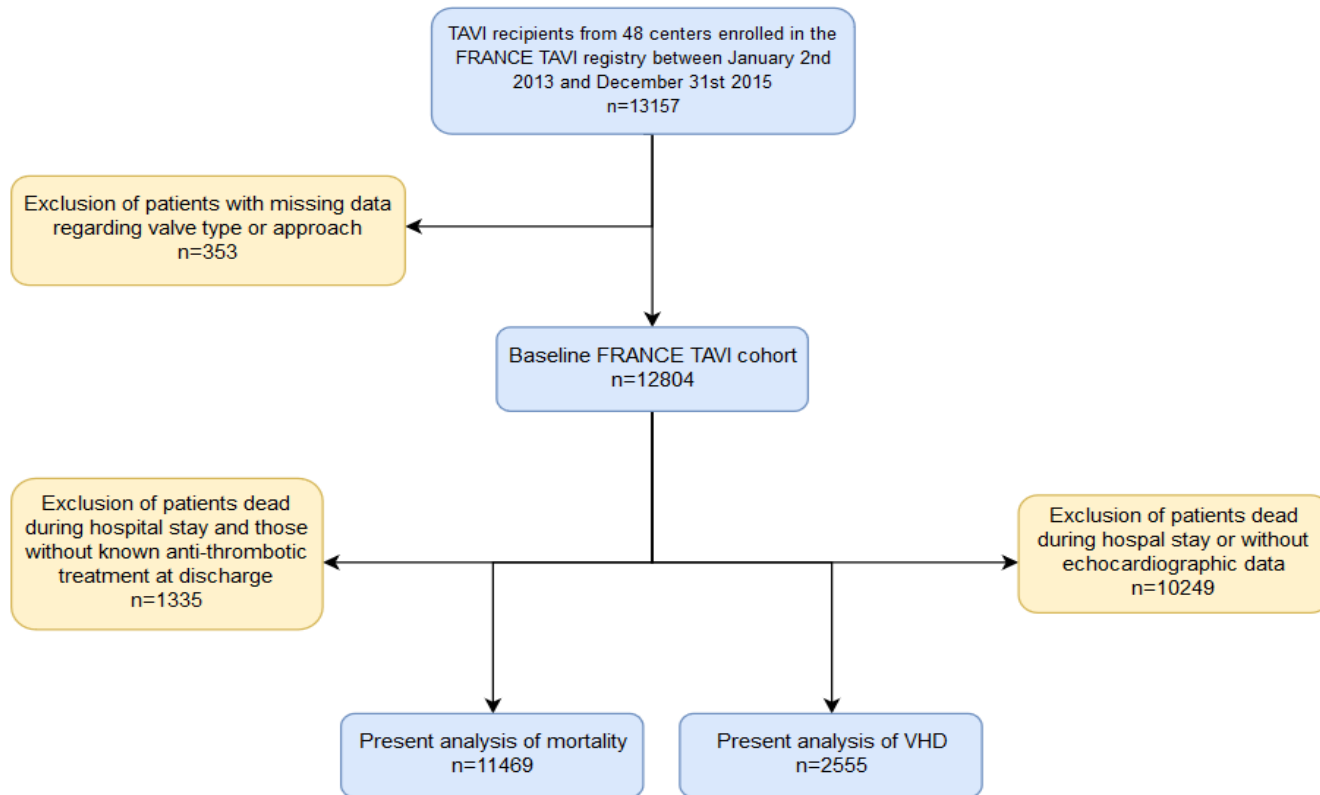 TAVI recipients from 48 centers enrolled in the
FRANCE TAVI registry between January 2nd
2013 and December 31st 2015
n=13157
Exclusion of patients with missing data
regarding valve type or approach
n=353
Baseline FRANCE TAVI cohort
n=12804
Exclusion of patients dead
during hospital stay and those
without known anti-thrombotic
treatment at discharge
n=1335
Exclusion of patients dead
during hospal stay or without
echocardiographic data
n=10249
Present analysis of mortality
n=11469
Present analysis of VHD
n=2555